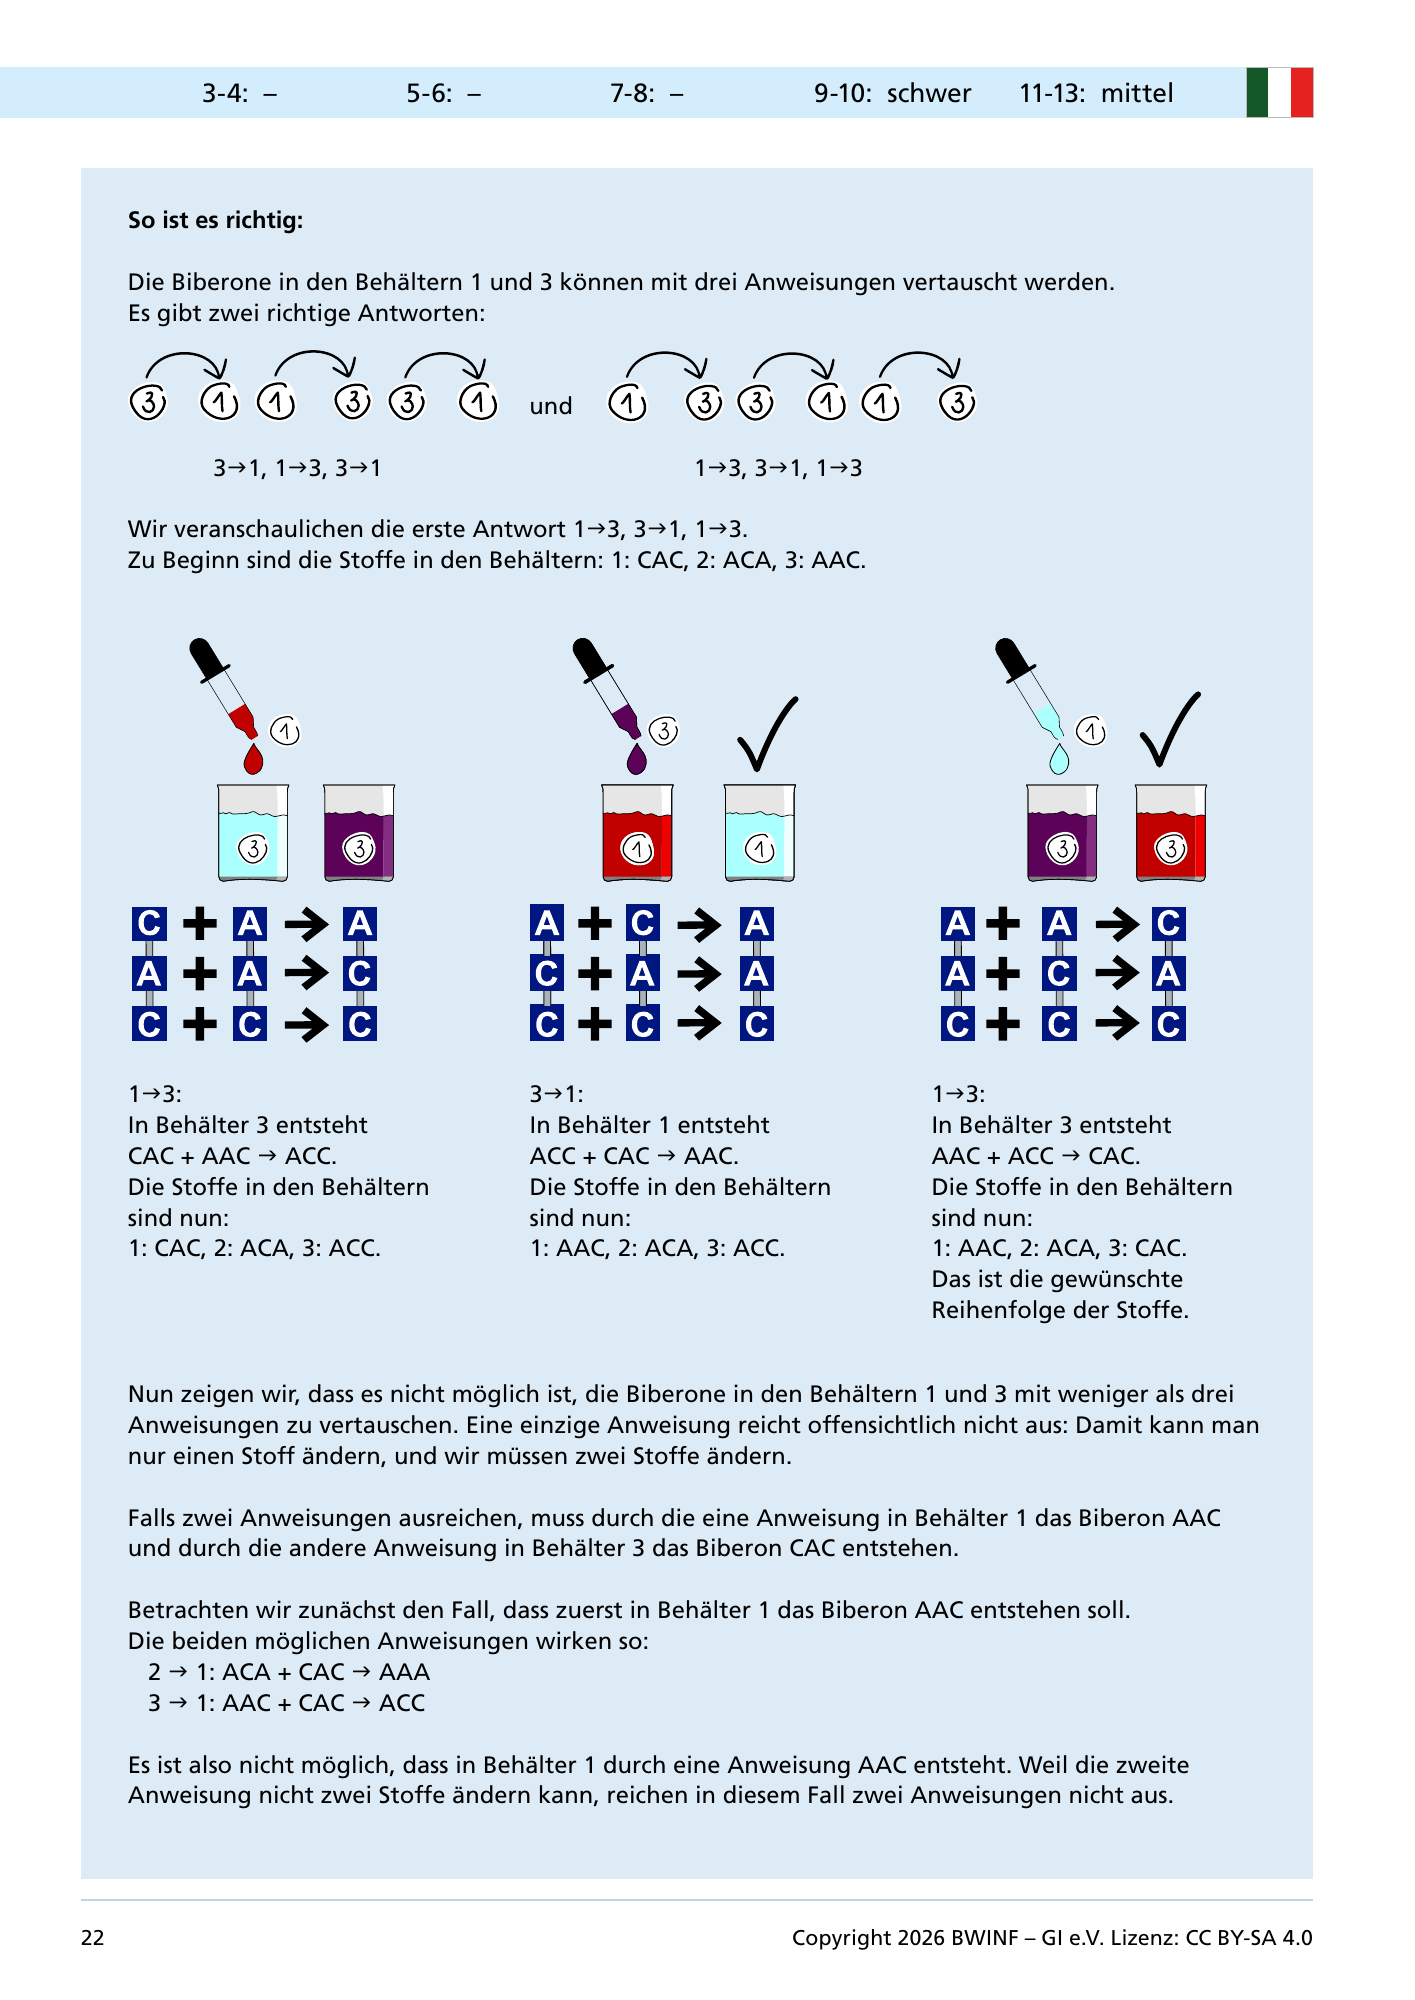 3-4: –   5-6: –   7-8: –   9-10: schwer   11-13: mittel
So ist es richtig:
Die Biberone in den Behältern 1 und 3 können mit drei Anweisungen vertauscht werden.
Es gibt zwei richtige Antworten:
3 1 1 3 3 1 und 1 3 3 1 1 3
3→1, 1→3, 3→1   1→3, 3→1, 1→3
Wir veranschaulichen die erste Antwort 1→3, 3→1, 1→3.
Zu Beginn sind die Stoffe in den Behältern: 1: CAC, 2: ACA, 3: AAC.
1   3   1
3 3   1 1   3 3
C + A → A   A + C → A   A + A → C
A + A → C   C + A → A   A + C → A
C + C → C   C + C → C   C + C → C
1→3:
In Behälter 3 entsteht
CAC + AAC → ACC.
Die Stoffe in den Behältern
sind nun:
1: CAC, 2: ACA, 3: ACC.
3→1:
In Behälter 1 entsteht
ACC + CAC → AAC.
Die Stoffe in den Behältern
sind nun:
1: AAC, 2: ACA, 3: ACC.
1→3:
In Behälter 3 entsteht
AAC + ACC → CAC.
Die Stoffe in den Behältern
sind nun:
1: AAC, 2: ACA, 3: CAC.
Das ist die gewünschte
Reihenfolge der Stoffe.
Nun zeigen wir, dass es nicht möglich ist, die Biberone in den Behältern 1 und 3 mit weniger als drei
Anweisungen zu vertauschen. Eine einzige Anweisung reicht offensichtlich nicht aus: Damit kann man
nur einen Stoff ändern, und wir müssen zwei Stoffe ändern.
Falls zwei Anweisungen ausreichen, muss durch die eine Anweisung in Behälter 1 das Biberon AAC
und durch die andere Anweisung in Behälter 3 das Biberon CAC entstehen.
Betrachten wir zunächst den Fall, dass zuerst in Behälter 1 das Biberon AAC entstehen soll.
Die beiden möglichen Anweisungen wirken so:
2 → 1: ACA + CAC → AAA
3 → 1: AAC + CAC → ACC
Es ist also nicht möglich, dass in Behälter 1 durch eine Anweisung AAC entsteht. Weil die zweite
Anweisung nicht zwei Stoffe ändern kann, reichen in diesem Fall zwei Anweisungen nicht aus.
22   Copyright 2026 BWINF – GI e.V. Lizenz: CC BY-SA 4.0